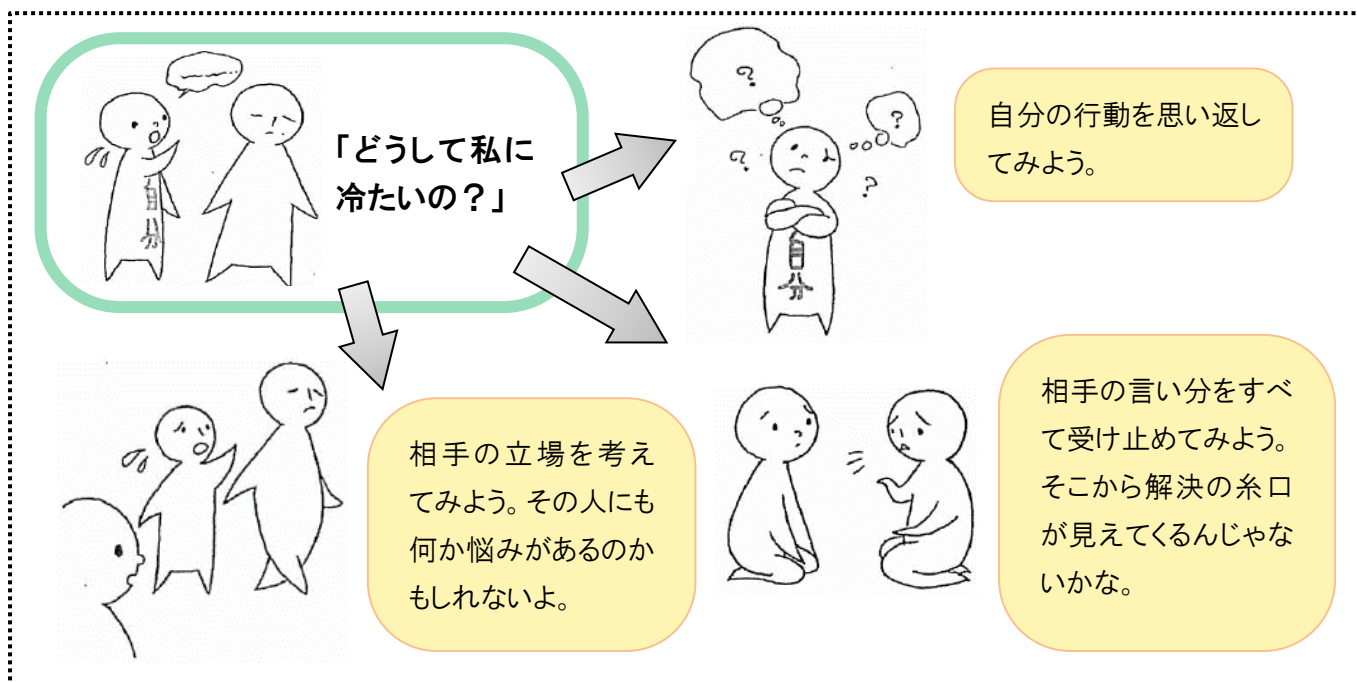 「どうして私に
冷たいの？」
自分
？
？
？
？
自分
自分の行動を思い返し
てみよう。
相手の立場を考え
てみよう。その人にも
何か悩みがあるのか
もしれないよ。
相手の言い分をすべ
て受け止めてみよう。
そこから解決の糸口
が見えてくるんじゃな
いかな。